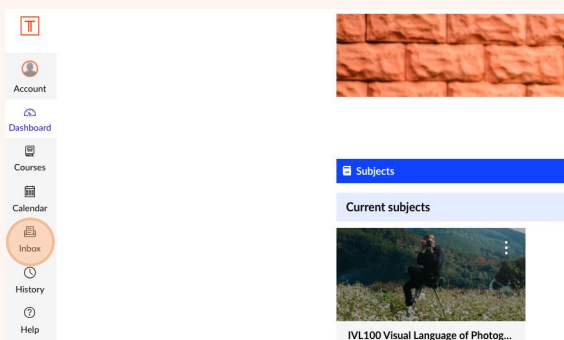 T
Account
Dashboard
Courses
Calendar
Inbox
History
Help
Subjects
Current subjects
IVL100 Visual Language of Photog...